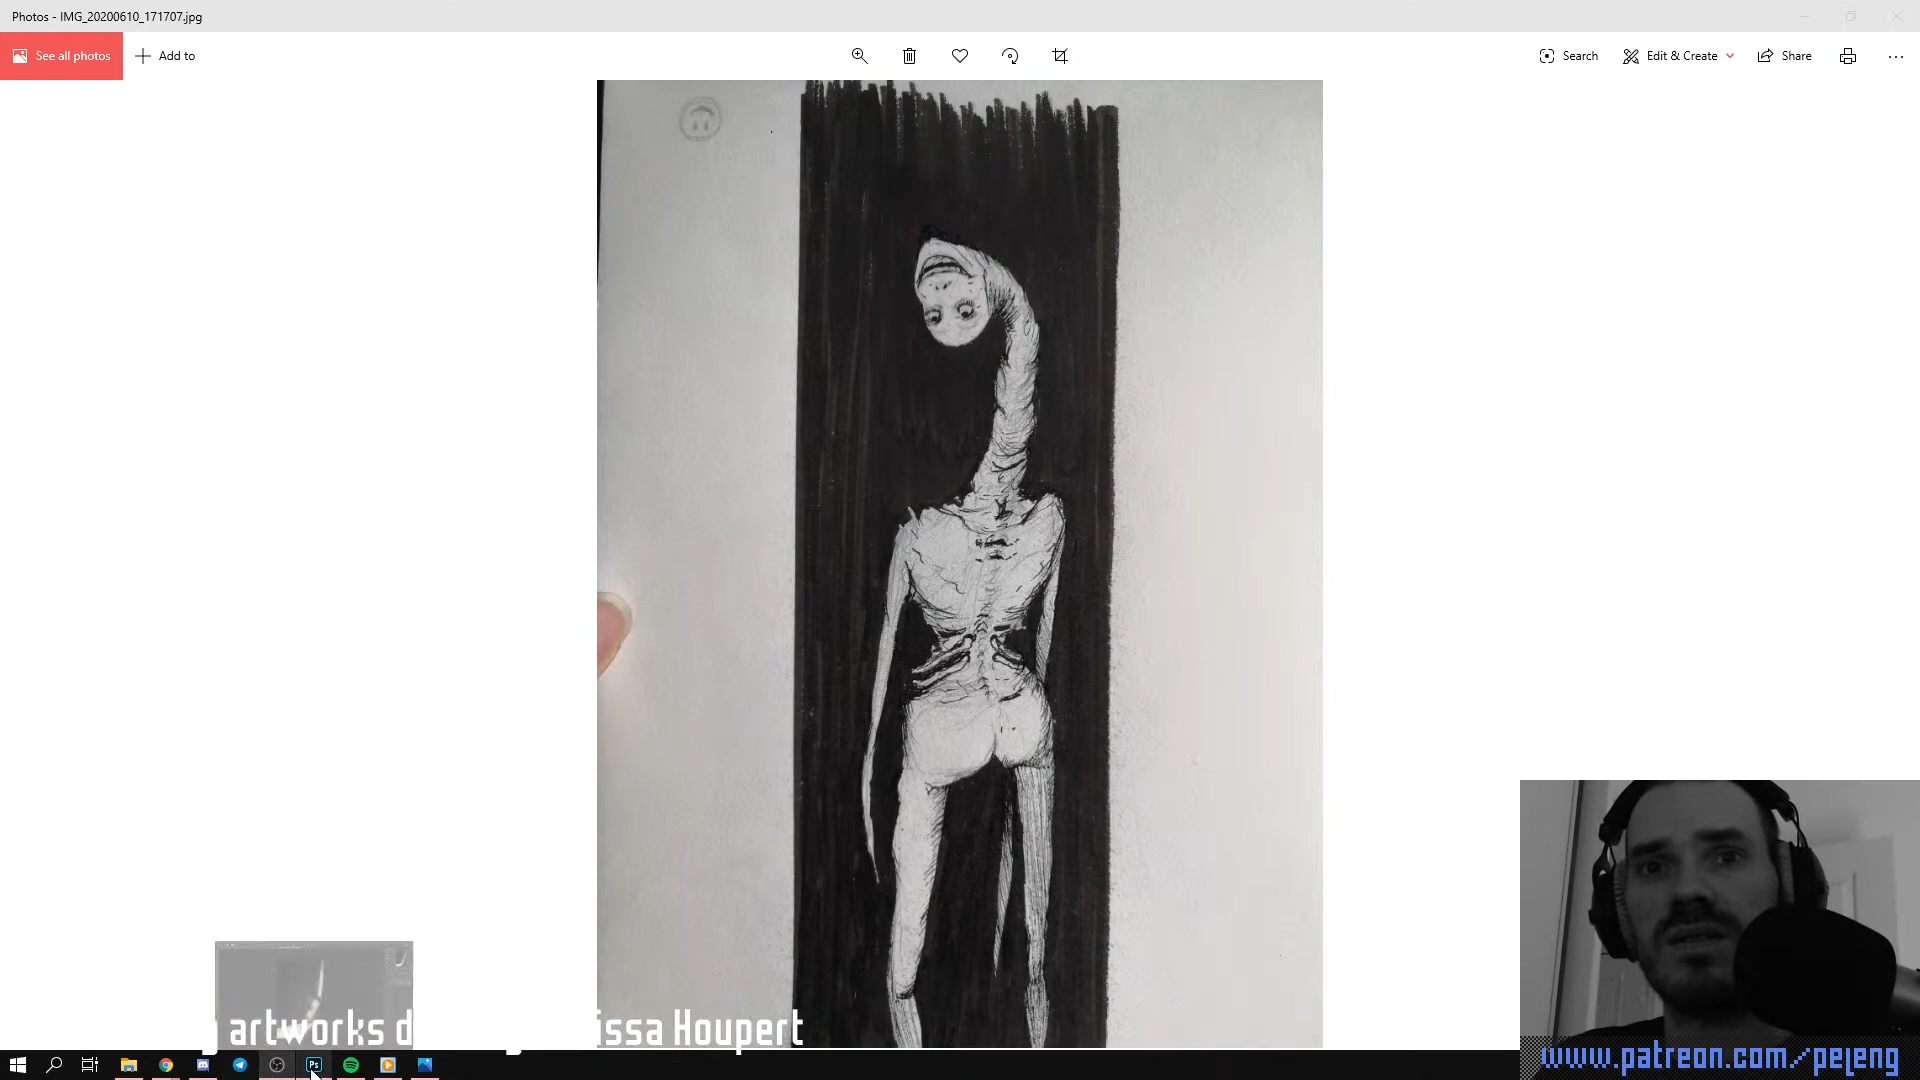 Photos - IMG_20200610_171707.jpg
See all photos
Add to
Search
Edit & Create
Share
artworks d
issa Houpert
Ps
www.patreon.com/peleng